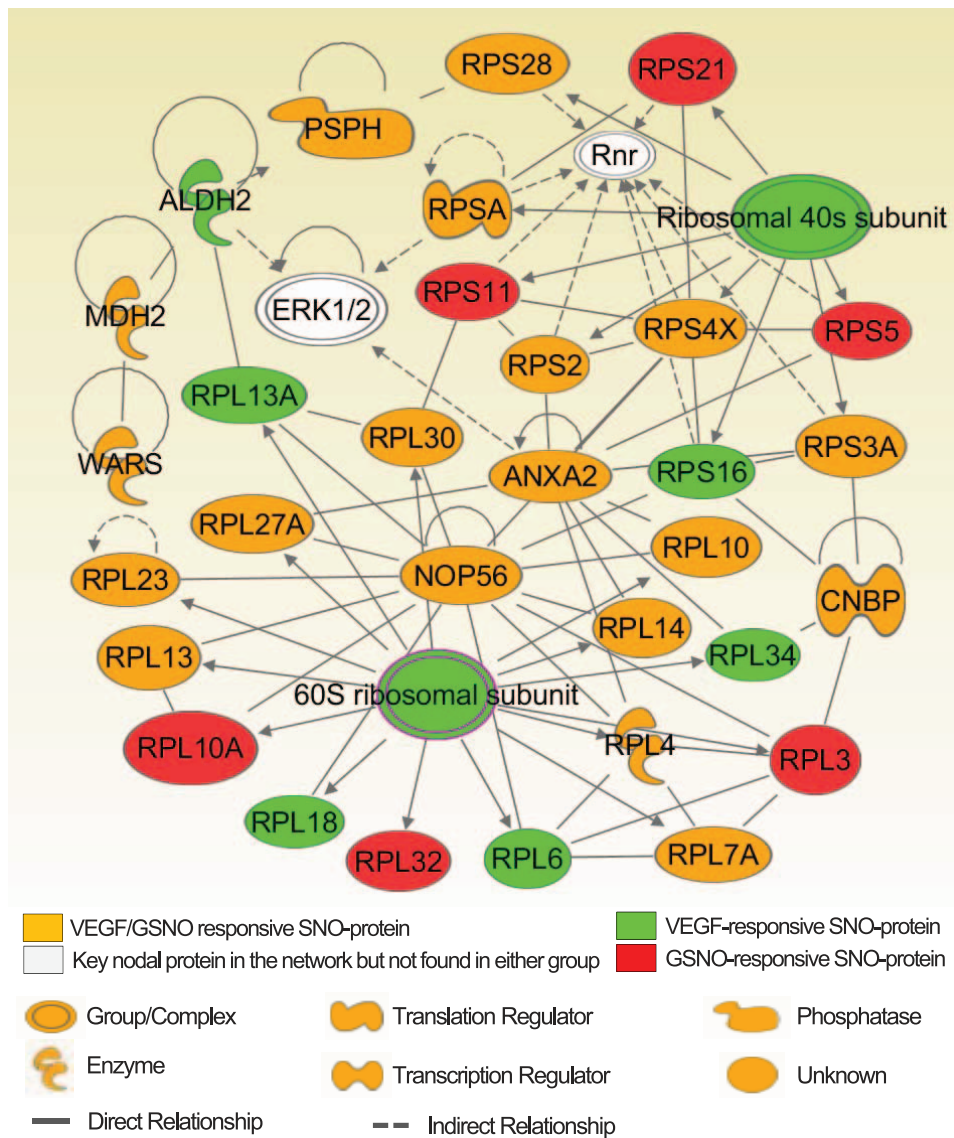 RPS28
RPS21
PSPH
Rnr
ALDH2
RPSA
Ribosomal 40s subunit
MDH2
ERK1/2
RPS11
RPS4X
RPS5
RPS2
RPL13A
RPL30
RPS3A
WARS
ANXA2
RPS16
RPL27A
RPL10
RPL23
NOP56
CNBP
RPL14
RPL13
RPL34
60S ribosomal subunit
RPL10A
RPL4
RPL3
RPL18
RPL32
RPL6
RPL7A
VEGF/GSNO responsive SNO-protein
VEGF-responsive SNO-protein
Key nodal protein in the network but not found in either group
GSNO-responsive SNO-protein
Group/Complex
Translation Regulator
Phosphatase
Enzyme
Transcription Regulator
Unknown
Direct Relationship
Indirect Relationship